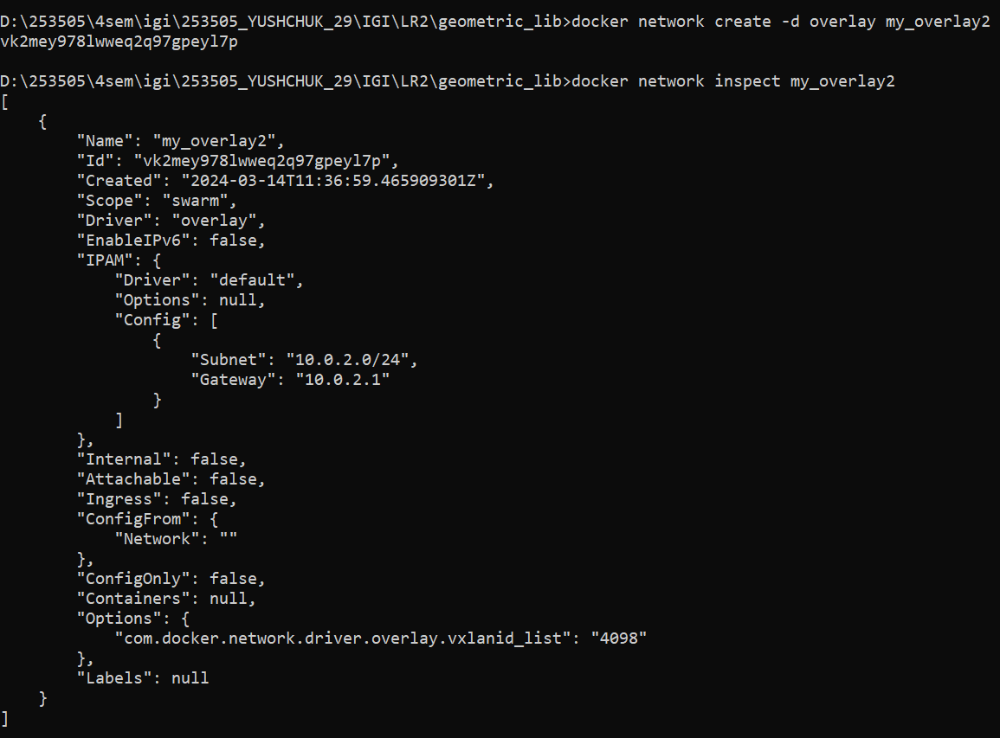 D:\253505\4sem\igi\253505_YUSHCHUK_29\IGI\LR2\geometric_lib>docker network create -d overlay my_overlay2
vk2mey978lwweq2q97gpeyl7p
D:\253505\4sem\igi\253505_YUSHCHUK_29\IGI\LR2\geometric_lib>docker network inspect my_overlay2
[
    {
        "Name": "my_overlay2",
        "Id": "vk2mey978lwweq2q97gpeyl7p",
        "Created": "2024-03-14T11:36:59.465909301Z",
        "Scope": "swarm",
        "Driver": "overlay",
        "EnableIPv6": false,
        "IPAM": {
            "Driver": "default",
            "Options": null,
            "Config": [
                {
                    "Subnet": "10.0.2.0/24",
                    "Gateway": "10.0.2.1"
                }
            ]
        },
        "Internal": false,
        "Attachable": false,
        "Ingress": false,
        "ConfigFrom": {
            "Network": ""
        },
        "ConfigOnly": false,
        "Containers": null,
        "Options": {
            "com.docker.network.driver.overlay.vxlanid_list": "4098"
        },
        "Labels": null
    }
]